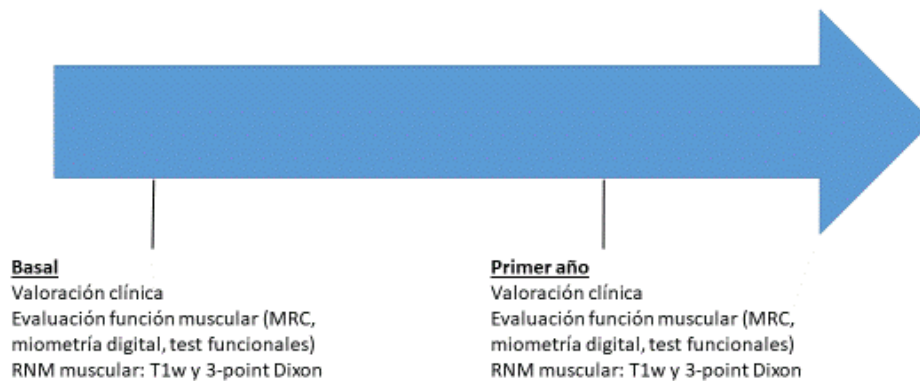 Basal
Valoración clínica
Evaluación función muscular (MRC,
miometría digital, test funcionales)
RNM muscular: T1w y 3-point Dixon
Primer año
Valoración clínica
Evaluación función muscular (MRC,
miometría digital, test funcionales)
RNM muscular: T1w y 3-point Dixon